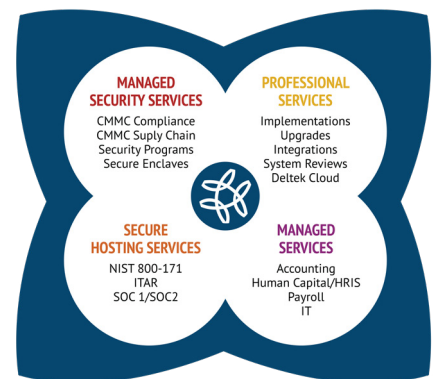 MANAGED
SECURITY SERVICES
CMMC Compliance
CMMC Suply Chain
Security Programs
Secure Enclaves
PROFESSIONAL
SERVICES
Implementations
Upgrades
Integrations
System Reviews
Deltek Cloud
SECURE
HOSTING SERVICES
NIST 800-171
ITAR
SOC 1/SOC2
MANAGED
SERVICES
Accounting
Human Capital/HRIS
Payroll
IT